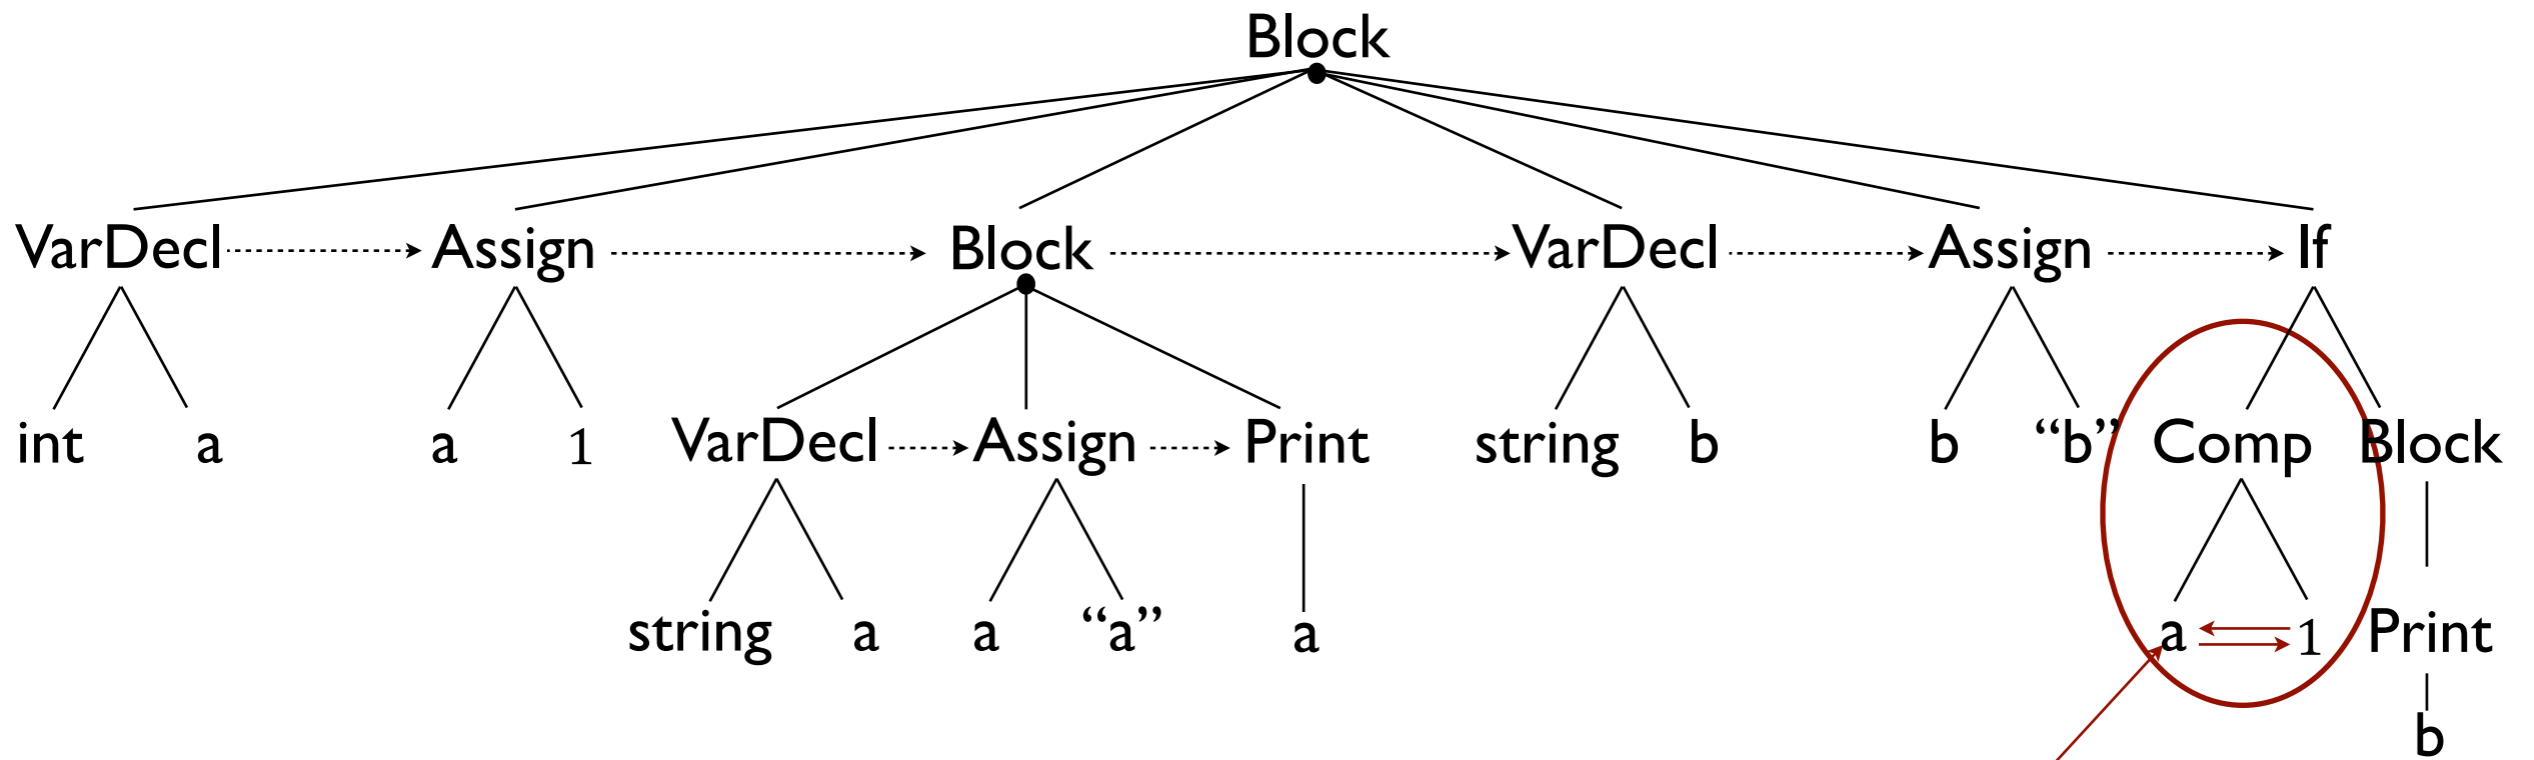 Block
VarDecl Assign Block VarDecl Assign If
int a a 1 VarDecl Assign Print string b b “b” Comp Block
string a a “a” a a 1 Print
b